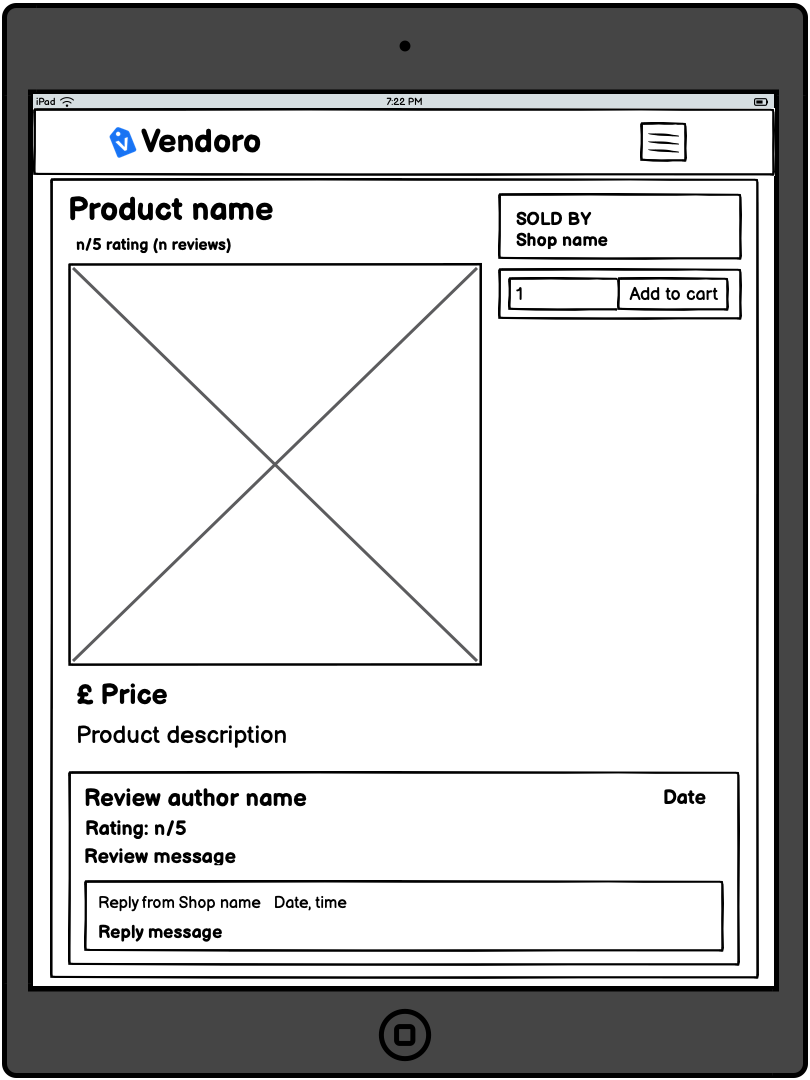 iPad
7:22 PM
Vendoro
Product name
n/5 rating (n reviews)
SOLD BY
Shop name
1
Add to cart
£ Price
Product description
Review author name
Date
Rating: n/5
Review message
Reply from Shop name Date, time
Reply message